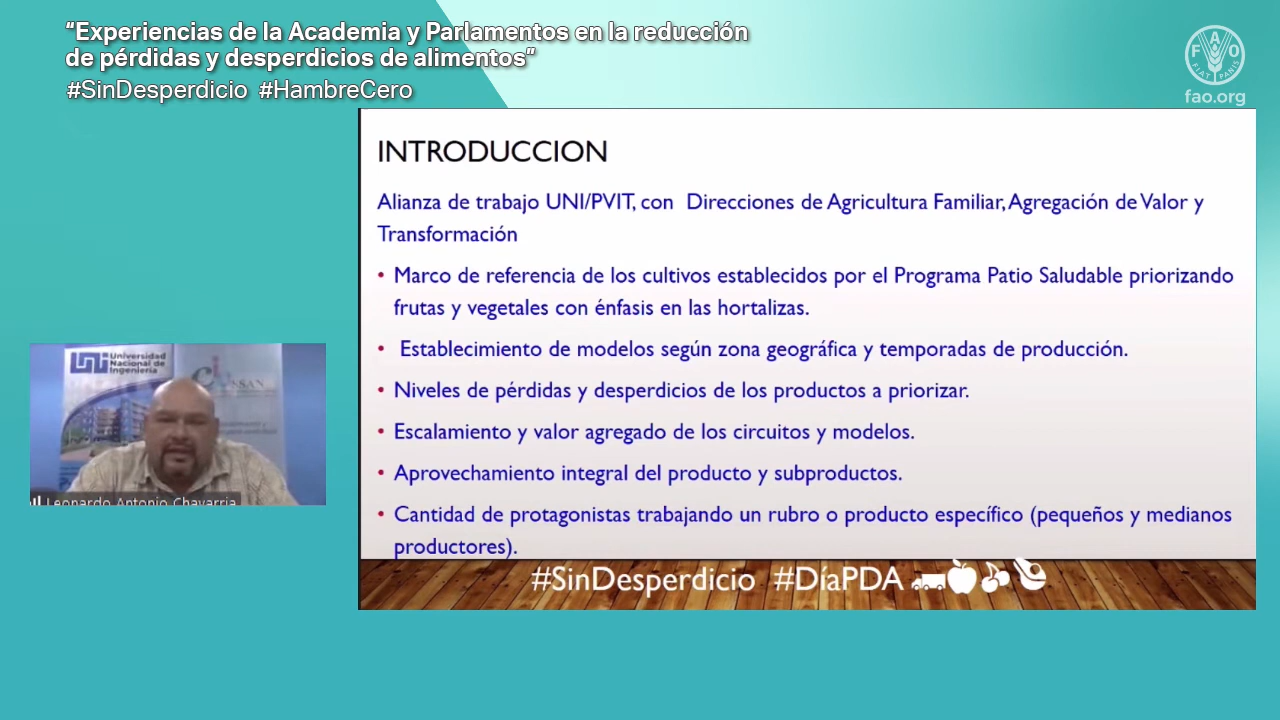 “Experiencias de la Academia y Parlamentos en la reducción
de pérdidas y desperdicios de alimentos”
#SinDesperdicio #HambreCero
FAO
FIAT PANIS
fao.org
INTRODUCCION
Alianza de trabajo UNI/PVIT, con Direcciones de Agricultura Familiar, Agregación de Valor y
Transformación
• Marco de referencia de los cultivos establecidos por el Programa Patio Saludable priorizando
frutas y vegetales con énfasis en las hortalizas.
• Establecimiento de modelos según zona geográfica y temporadas de producción.
• Niveles de pérdidas y desperdicios de los productos a priorizar.
• Escalamiento y valor agregado de los circuitos y modelos.
• Aprovechamiento integral del producto y subproductos.
• Cantidad de protagonistas trabajando un rubro o producto específico (pequeños y medianos
productores).
#SinDesperdicio #DíaPDA
uni
Universidad
Nacional de
Ingeniería
Leonardo Antonio Chavarria